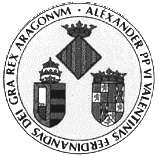 ALEXANDER PP VI VALENTINVS FERDINANDVS DEI GRA REX ARAGONVM ·